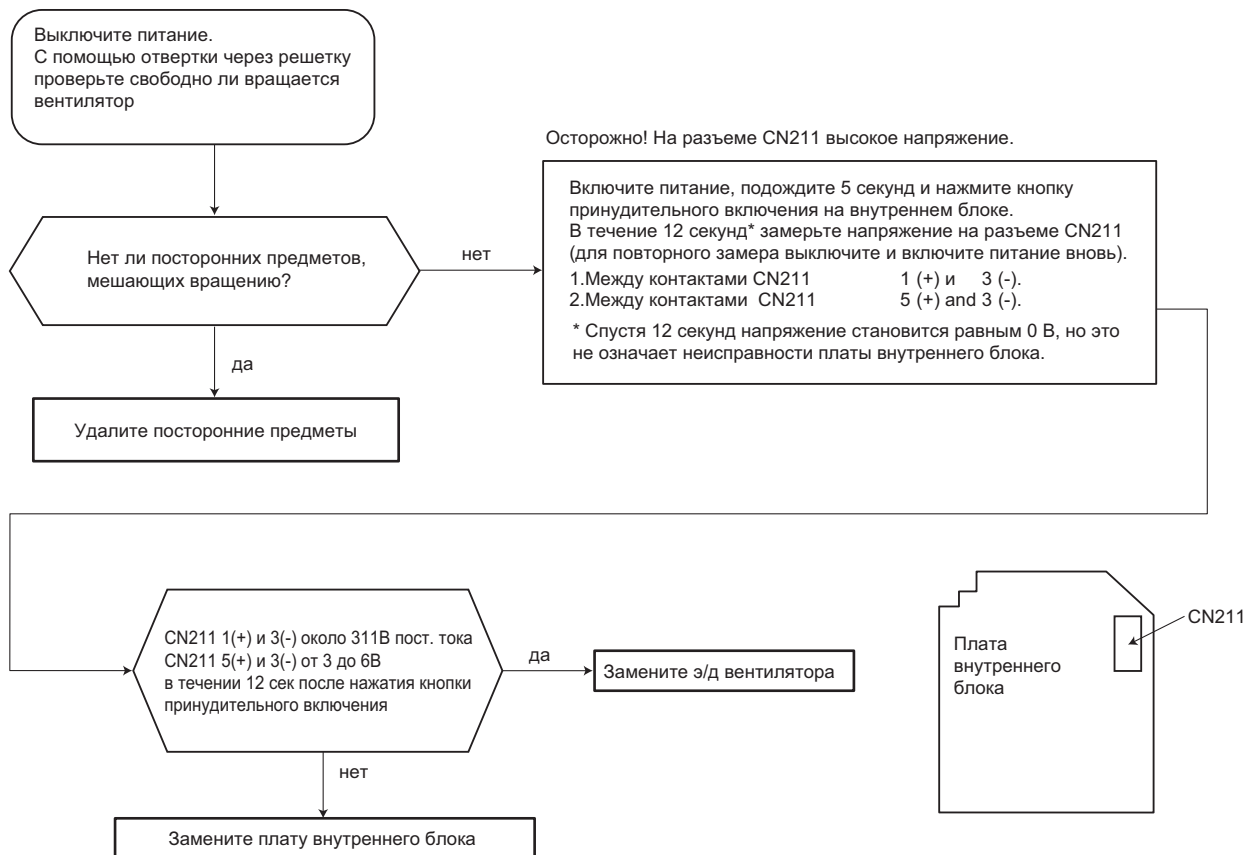 Выключите питание.
С помощью отвертки через решетку
проверьте свободно ли вращается
вентилятор
Осторожно! На разъеме CN211 высокое напряжение.
Нет ли посторонних предметов,
мешающих вращению?
нет
Включите питание, подождите 5 секунд и нажмите кнопку
принудительного включения на внутреннем блоке.
В течение 12 секунд* замерьте напряжение на разъеме CN211
(для повторного замера выключите и включите питание вновь).
1.Между контактами CN211 1 (+) и 3 (-).
2.Между контактами CN211 5 (+) and 3 (-).
* Спустя 12 секунд напряжение становится равным 0 В, но это
не означает неисправности платы внутреннего блока.
да
Удалите посторонние предметы
CN211 1(+) и 3(-) около 311В пост. тока
CN211 5(+) и 3(-) от 3 до 6В
в течении 12 сек после нажатия кнопки
принудительного включения
да
Замените э/д вентилятора
нет
Замените плату внутреннего блока
Плата
внутреннего
блока
CN211